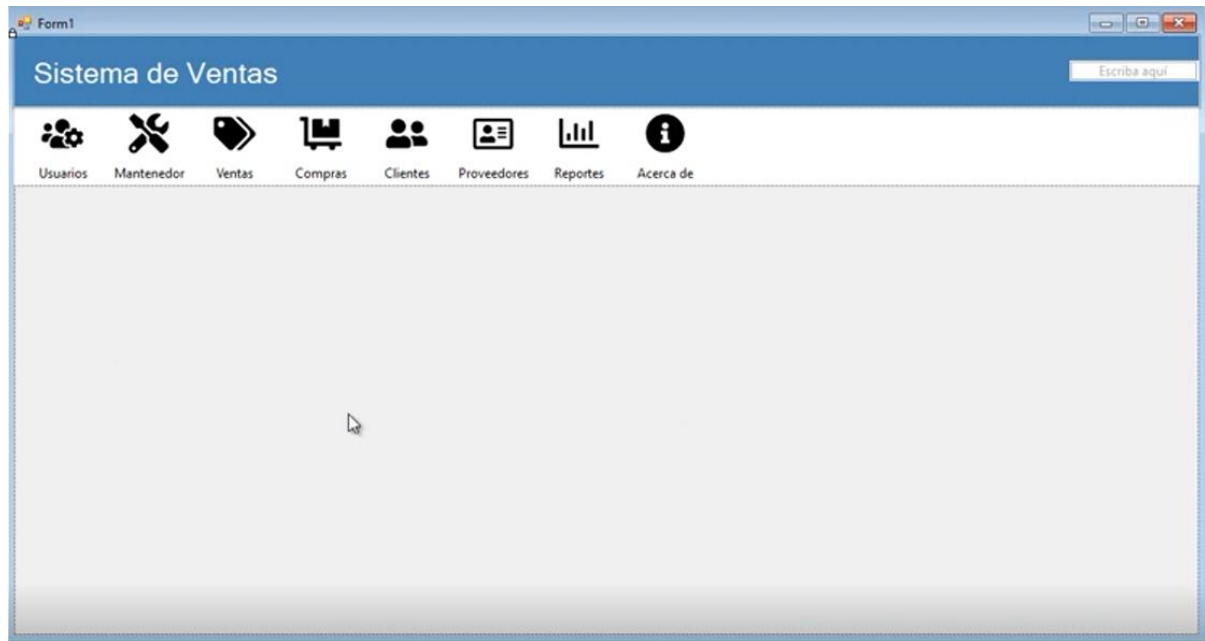 Form1
Sistema de Ventas
Escriba aquí
Usuarios Mantenedor Ventas Compras Clientes Proveedores Reportes Acerca de